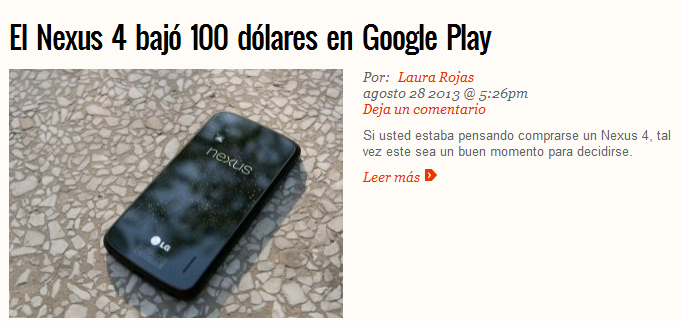 El Nexus 4 bajó 100 dólares en Google Play
Por: Laura Rojas
agosto 28 2013 @ 5:26pm
Deja un comentario
Si usted estaba pensando comprarse un Nexus 4, tal
vez este sea un buen momento para decidirse.
Leer más
nexus
LG